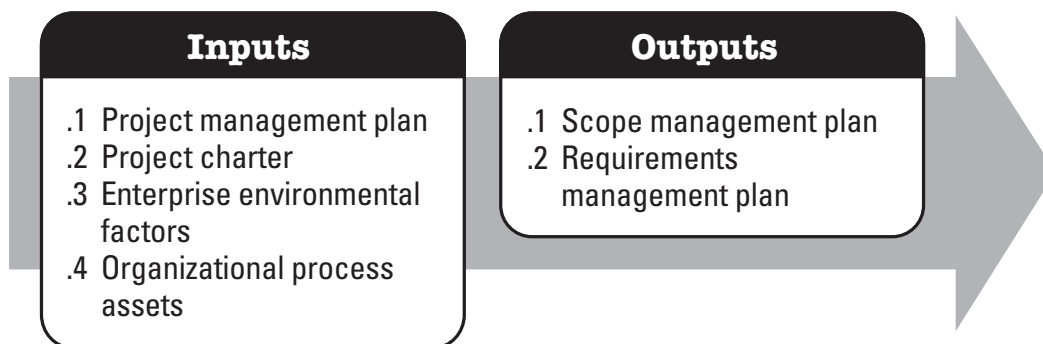 Inputs
.1 Project management plan
.2 Project charter
.3 Enterprise environmental
factors
.4 Organizational process
assets
Outputs
.1 Scope management plan
.2 Requirements
management plan